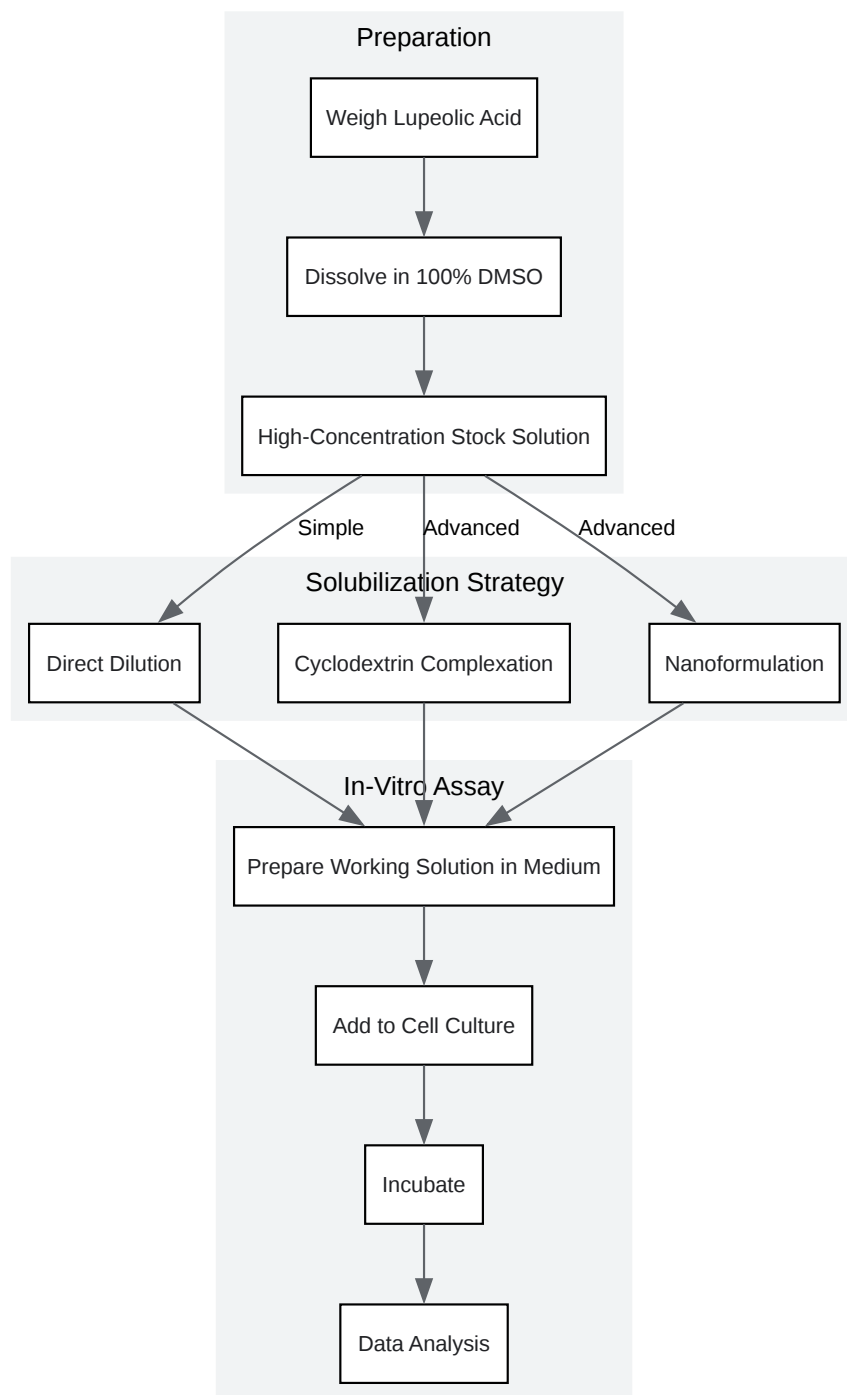 Preparation
Weigh Lupeolic Acid
Dissolve in 100% DMSO
High-Concentration Stock Solution
Simple
Advanced
Advanced
Solubilization Strategy
Direct Dilution
Cyclodextrin Complexation
Nanoformulation
In-Vitro Assay
Prepare Working Solution in Medium
Add to Cell Culture
Incubate
Data Analysis